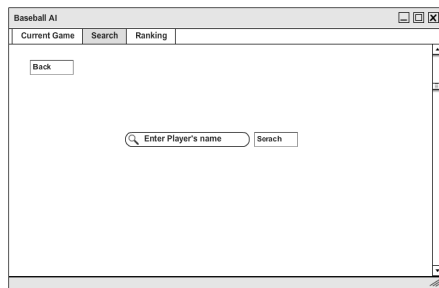 Baseball AI
Current Game Search Ranking
Back
Enter Player's name Serach